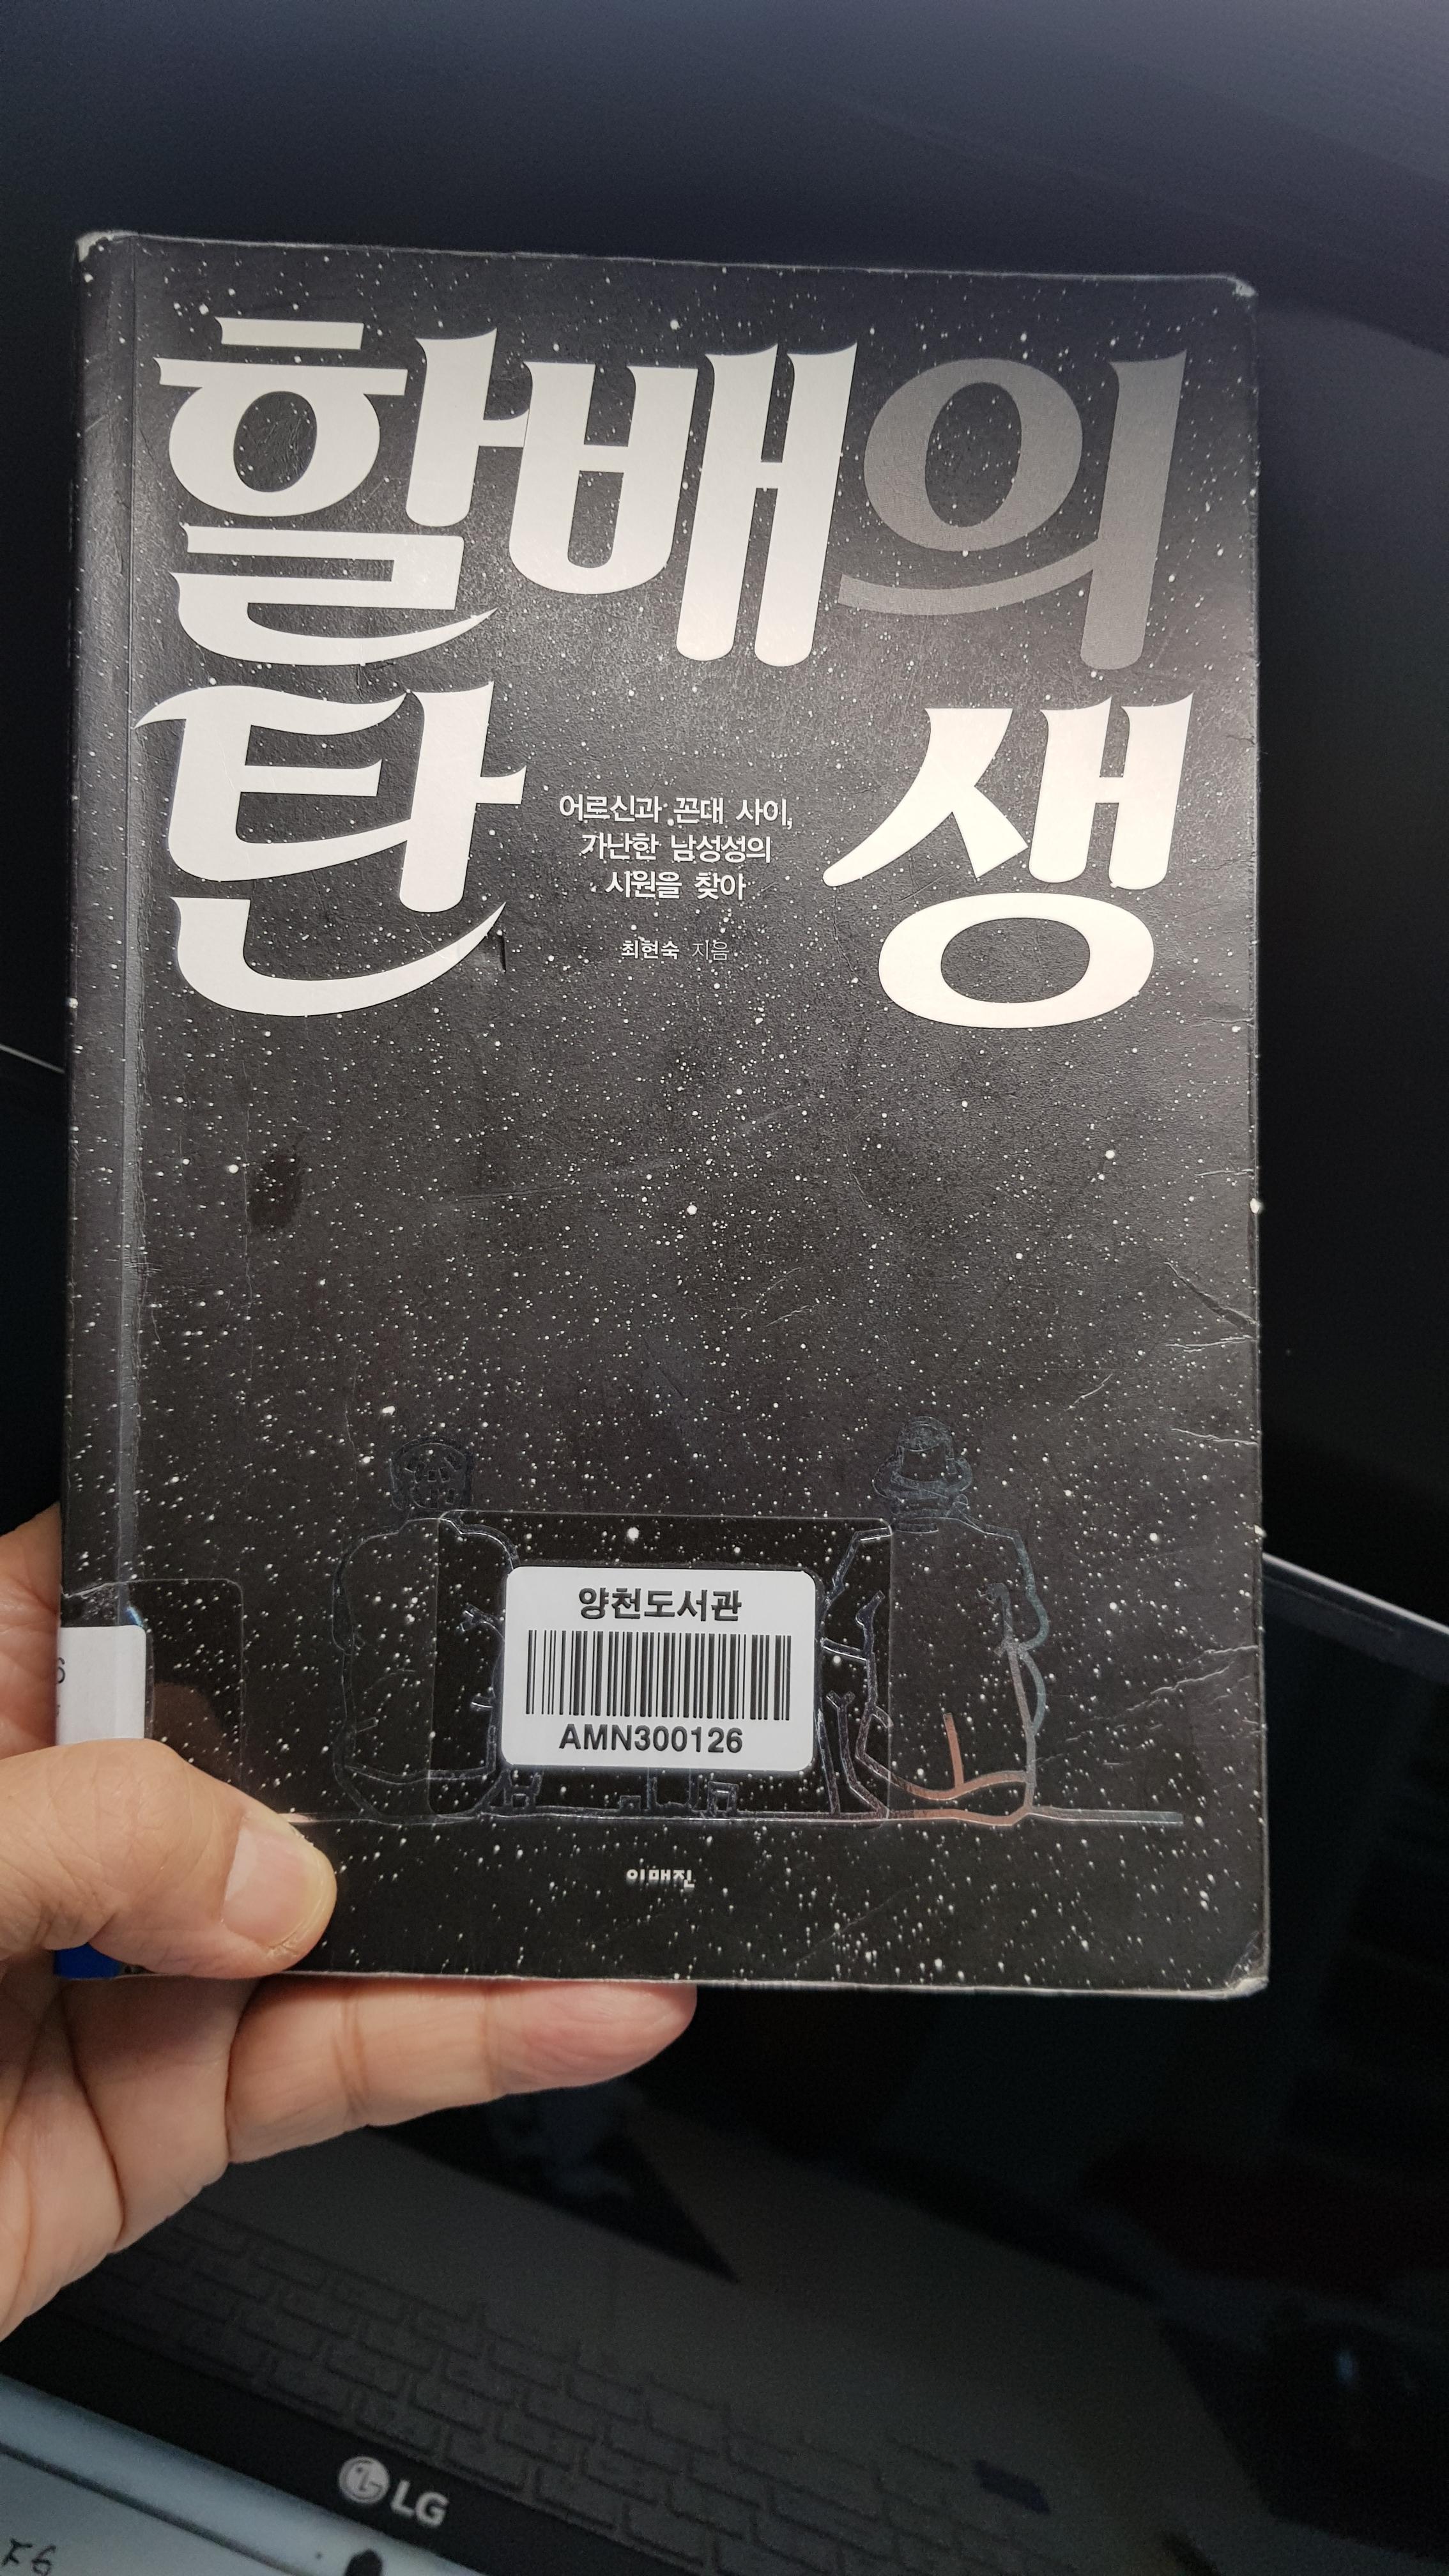 할배의
탄생
어르신과 꼰대 사이,
가난한 남성성의
시원을 찾아
최현숙 지음
양천도서관
AMN300126
이매진
LG